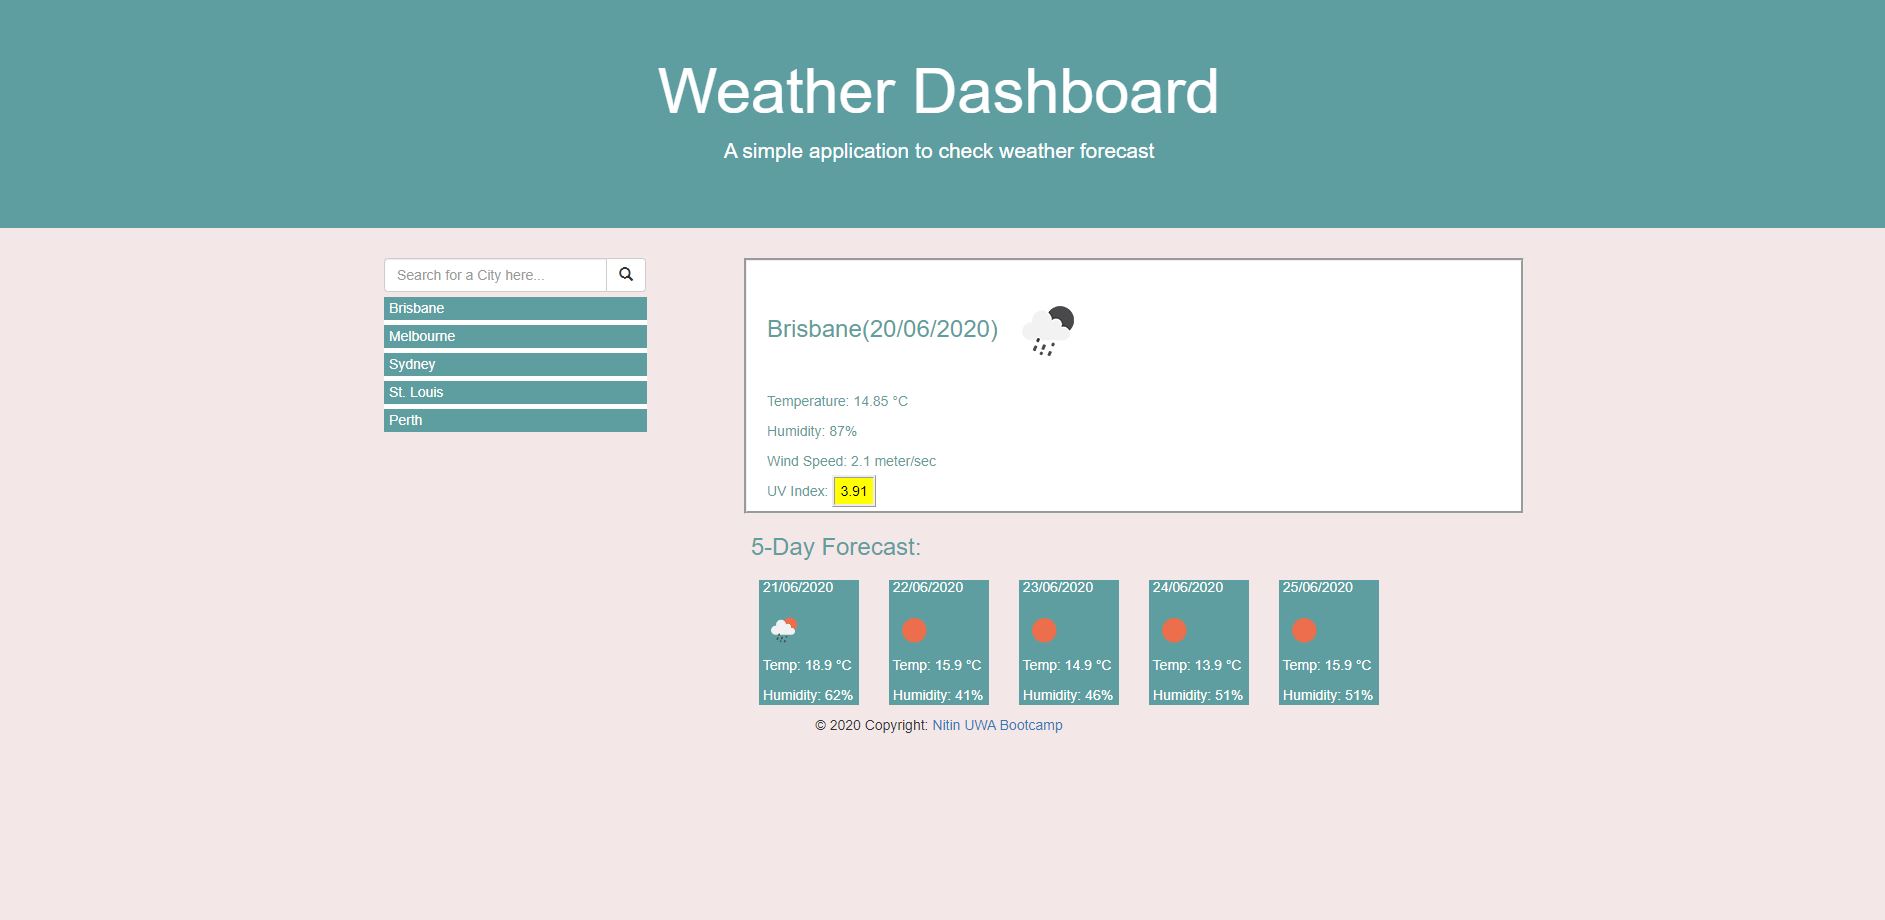 Weather Dashboard
A simple application to check weather forecast
Search for a City here...
Brisbane
Melbourne
Sydney
St. Louis
Perth
Brisbane(20/06/2020)
Temperature: 14.85 °C
Humidity: 87%
Wind Speed: 2.1 meter/sec
UV Index: 3.91
5-Day Forecast:
21/06/2020
Temp: 18.9 °C
Humidity: 62%
22/06/2020
Temp: 15.9 °C
Humidity: 41%
23/06/2020
Temp: 14.9 °C
Humidity: 46%
24/06/2020
Temp: 13.9 °C
Humidity: 51%
25/06/2020
Temp: 15.9 °C
Humidity: 51%
© 2020 Copyright: Nitin UWA Bootcamp